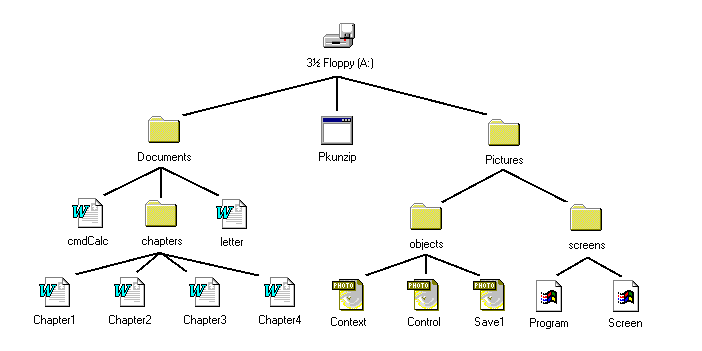 3½ Floppy (A:)
Documents
Pkunzip
Pictures
cmdCalc
chapters
letter
objects
screens
Chapter1
Chapter2
Chapter3
Chapter4
PHOTO
Context
PHOTO
Control
PHOTO
Save1
Program
Screen